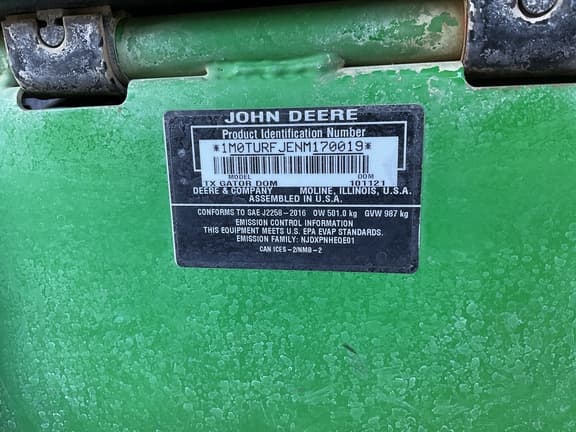 JOHN DEERE
Product Identification Number
*1M0TURFJENM170019*
MODEL DOM
TX GATOR DOM 101121
DEERE & COMPANY MOLINE, ILLINOIS, U.S.A.
ASSEMBLED IN U.S.A.
CONFORMS TO SAE-J2258-2016 OW 501.0 kg GVW 987 kg
EMISSION CONTROL INFORMATION
THIS EQUIPMENT MEETS U.S. EPA EVAP STANDARDS.
EMISSION FAMILY: NJDXPNHEQE01
CAN ICES-2/NMB-2